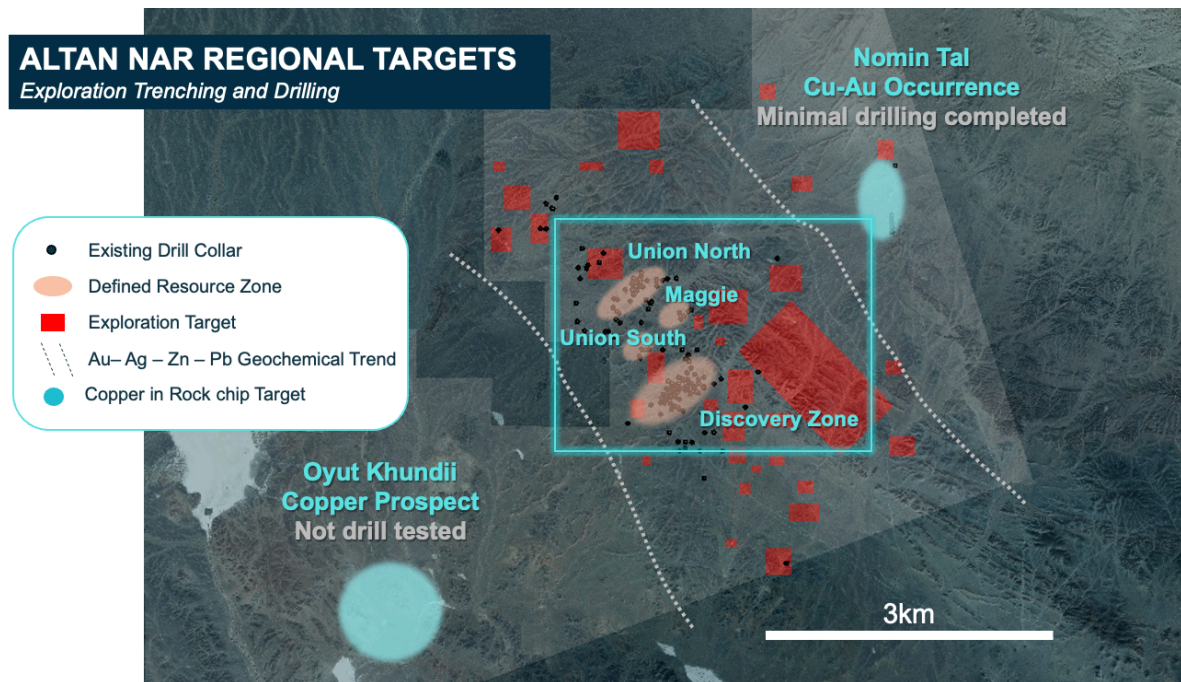 ALTAN NAR REGIONAL TARGETS
Exploration Trenching and Drilling
Nomin Tal
Cu-Au Occurrence
Minimal drilling completed
Existing Drill Collar
Defined Resource Zone
Exploration Target
Au– Ag – Zn – Pb Geochemical Trend
Copper in Rock chip Target
Union North
Maggie
Union South
Discovery Zone
Oyut Khundii
Copper Prospect
Not drill tested
3km